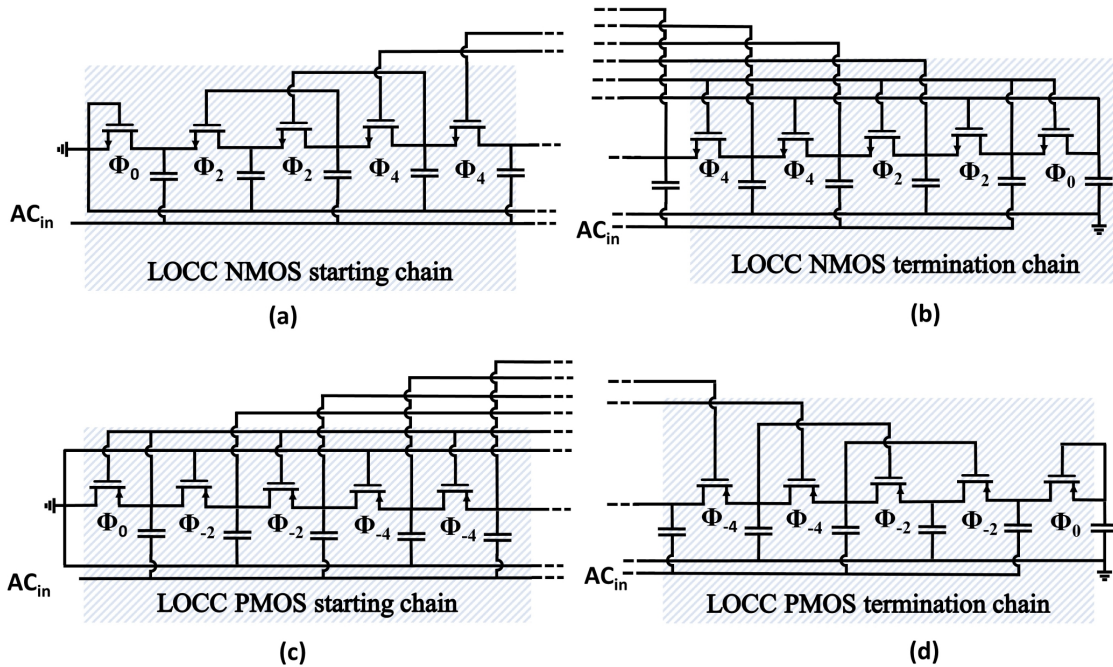 Φ0 Φ2 Φ2 Φ4 Φ4
ACin
LOCC NMOS starting chain
(a)
Φ4 Φ4 Φ2 Φ2 Φ0
ACin
LOCC NMOS termination chain
(b)
Φ0 Φ-2 Φ-2 Φ-4 Φ-4
ACin
LOCC PMOS starting chain
(c)
Φ-4 Φ-4 Φ-2 Φ-2 Φ0
ACin
LOCC PMOS termination chain
(d)